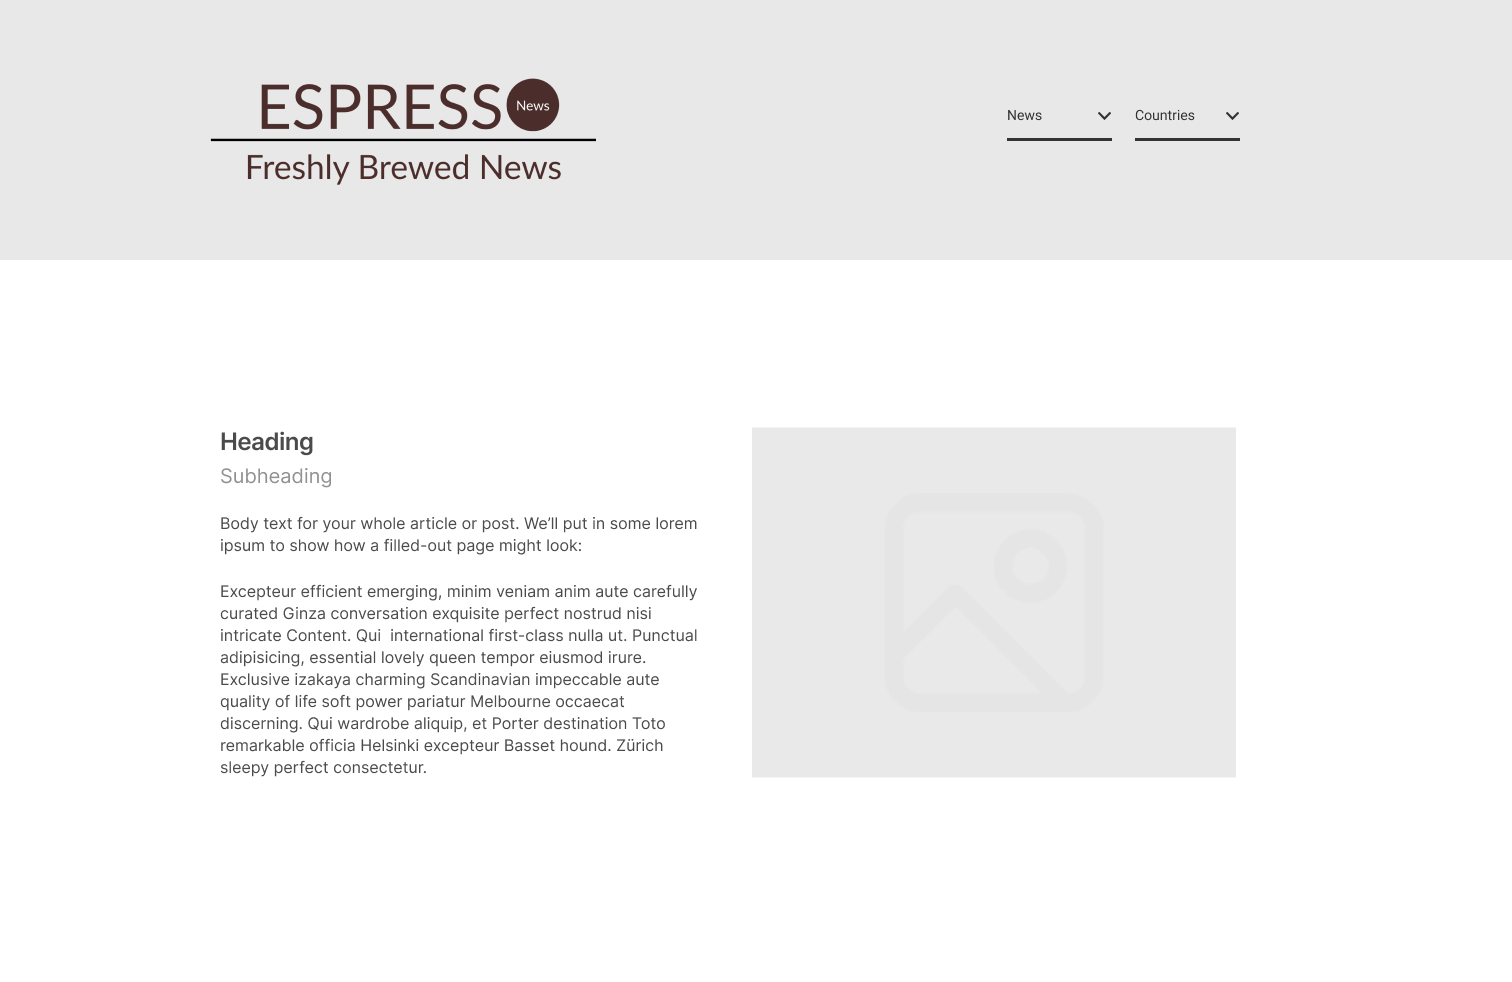 ESPRESS
News
Freshly Brewed News
News
Countries
Heading
Subheading
Body text for your whole article or post. We’ll put in some lorem
ipsum to show how a filled-out page might look:
Excepteur efficient emerging, minim veniam anim aute carefully
curated Ginza conversation exquisite perfect nostrud nisi
intricate Content. Qui  international first-class nulla ut. Punctual
adipisicing, essential lovely queen tempor eiusmod irure.
Exclusive izakaya charming Scandinavian impeccable aute
quality of life soft power pariatur Melbourne occaecat
discerning. Qui wardrobe aliquip, et Porter destination Toto
remarkable officia Helsinki excepteur Basset hound. Zürich
sleepy perfect consectetur.